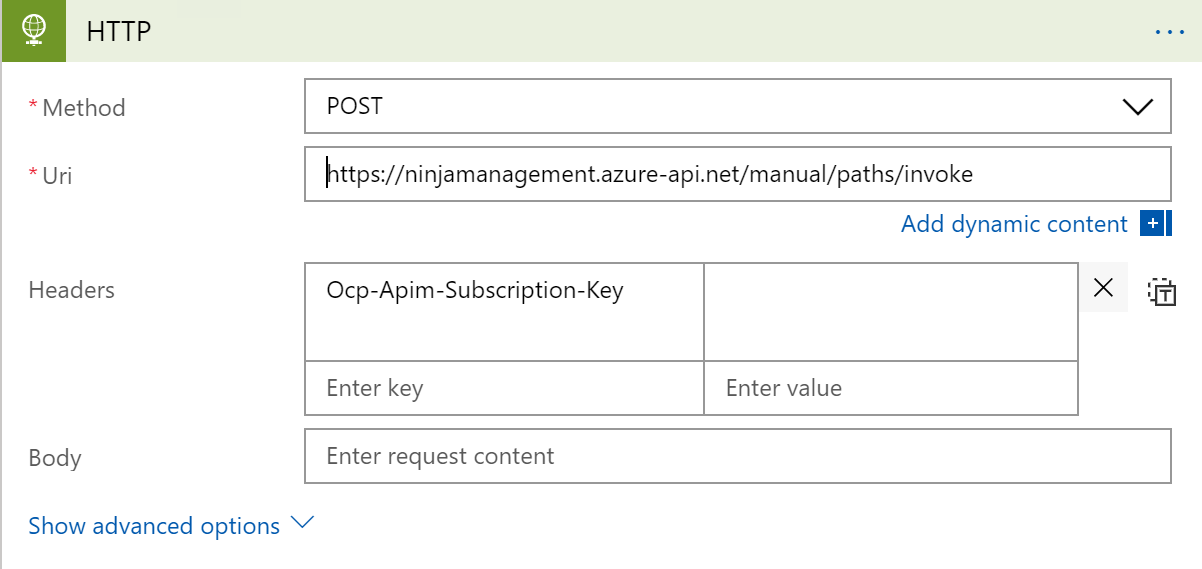 HTTP
* Method
POST
* Uri
https://ninjamanagement.azure-api.net/manual/paths/invoke
Add dynamic content
Headers
Ocp-Apim-Subscription-Key
Enter key
Enter value
Body
Enter request content
Show advanced options